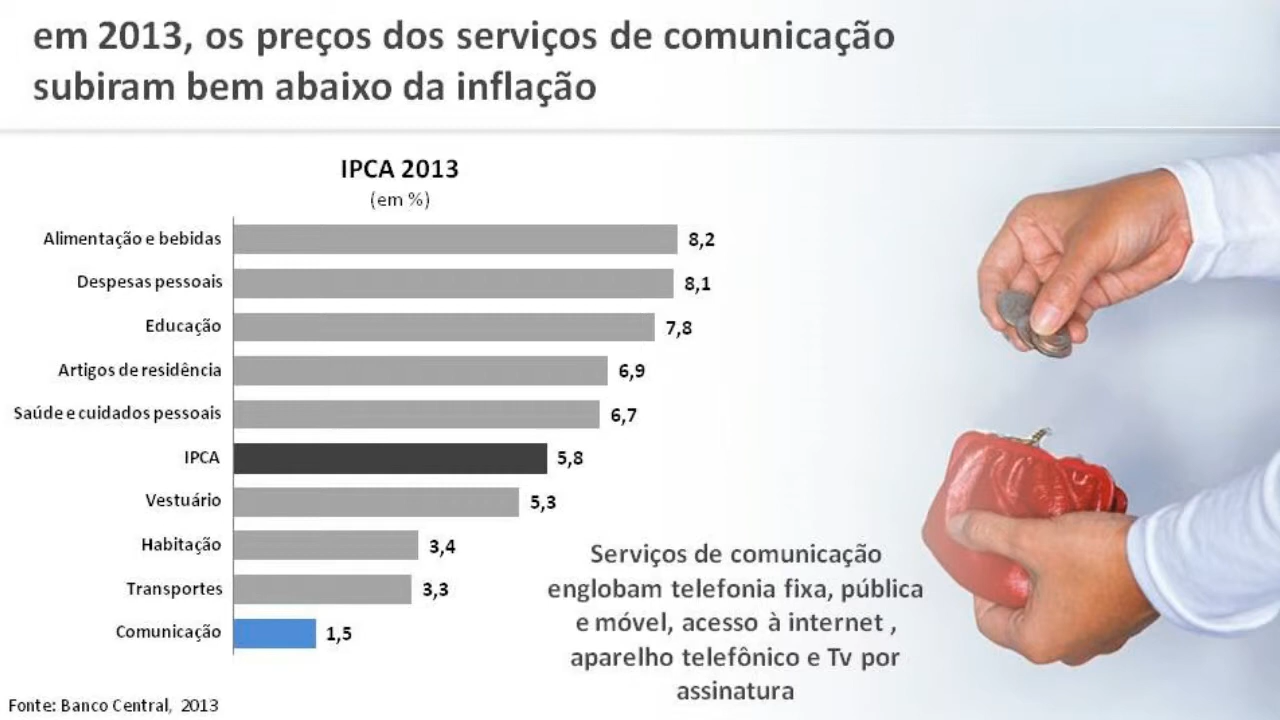 em 2013, os preços dos serviços de comunicação
subiram bem abaixo da inflação
IPCA 2013
(em %)
Alimentação e bebidas 8,2
Despesas pessoais 8,1
Educação 7,8
Artigos de residência 6,9
Saúde e cuidados pessoais 6,7
IPCA 5,8
Vestuário 5,3
Habitação 3,4
Transportes 3,3
Comunicação 1,5
Serviços de comunicação
englobam telefonia fixa, pública
e móvel, acesso à internet ,
aparelho telefônico e Tv por
assinatura
Fonte: Banco Central, 2013